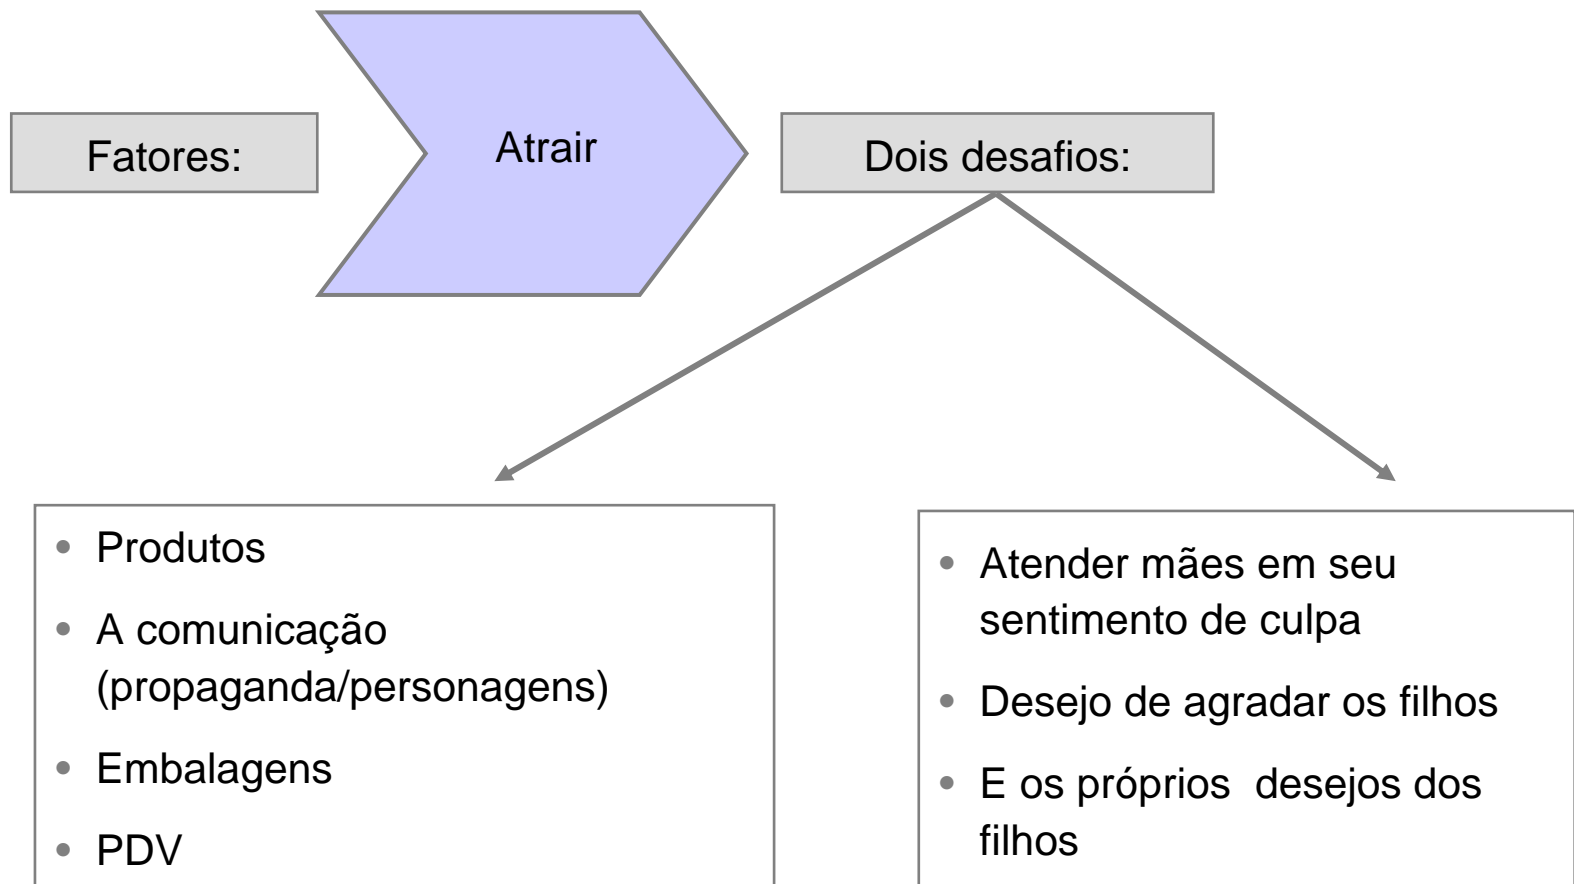 Fatores:
Atrair
Dois desafios:
• Produtos
• A comunicação
(propaganda/personagens)
• Embalagens
• PDV
• Atender mães em seu
sentimento de culpa
• Desejo de agradar os filhos
• E os próprios  desejos dos
filhos